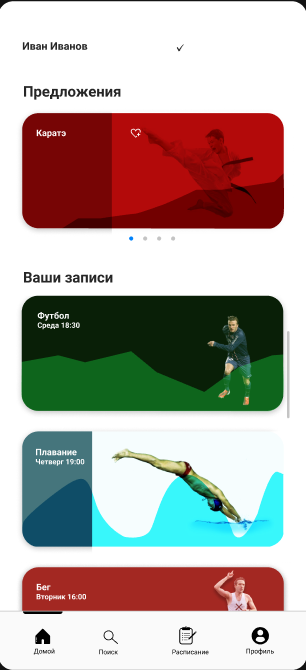 Иван Иванов
Предложения
Каратэ
Ваши записи
Футбол
Среда 18:30
Плавание
Четверг 19:00
Бег
Вторник 16:00
Домой
Поиск
Расписание
Профиль